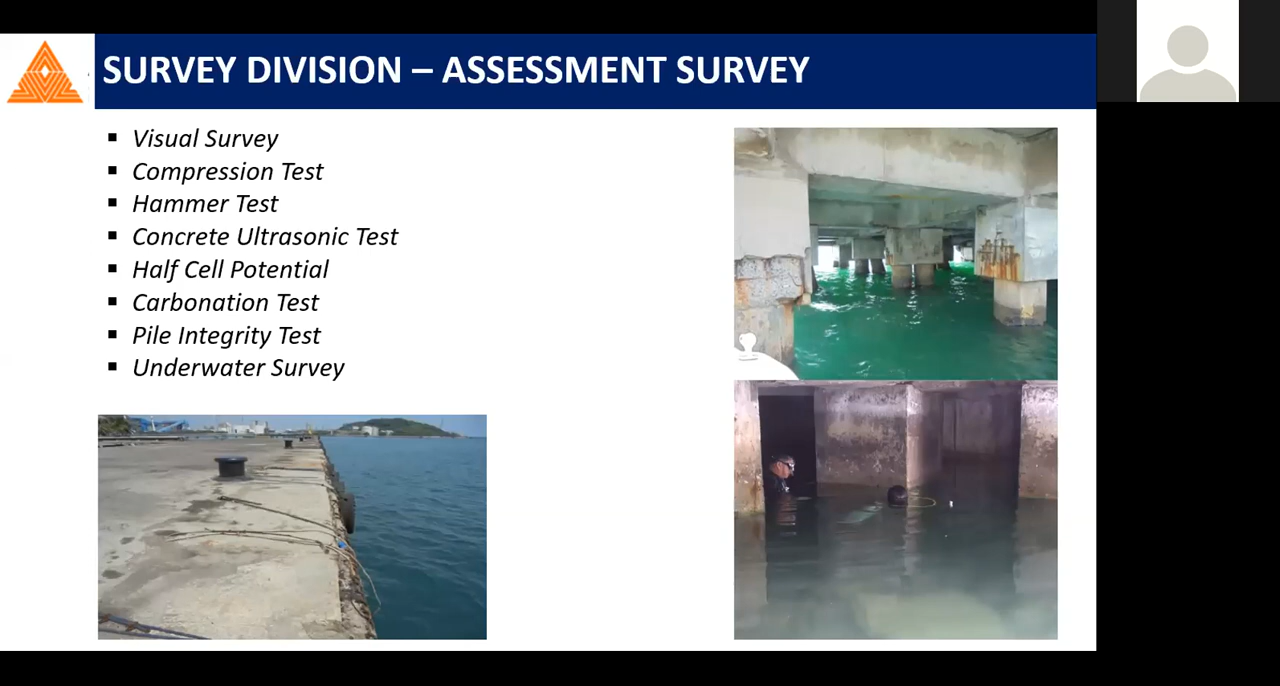 SURVEY DIVISION – ASSESSMENT SURVEY
▪ Visual Survey
▪ Compression Test
▪ Hammer Test
▪ Concrete Ultrasonic Test
▪ Half Cell Potential
▪ Carbonation Test
▪ Pile Integrity Test
▪ Underwater Survey